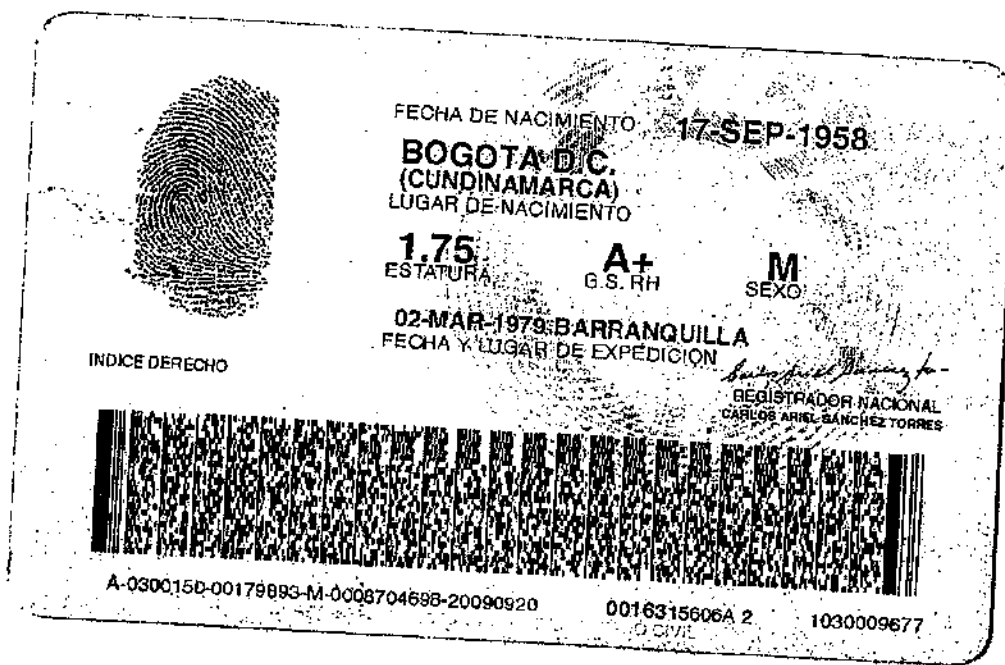 FECHA DE NACIMIENTO 17-SEP-1958
BOGOTA D.C.
(CUNDINAMARCA)
LUGAR DE NACIMIENTO
1.75 A+ M
ESTATURA G.S. RH SEXO
02-MAR-1979 BARRANQUILLA
FECHA Y LUGAR DE EXPEDICION
INDICE DERECHO
REGISTRADOR NACIONAL
CARLOS ARIEL SANCHEZ TORRES
A-0300150-00179893-M-0008704698-20090920 0016315606A 2 1030009677